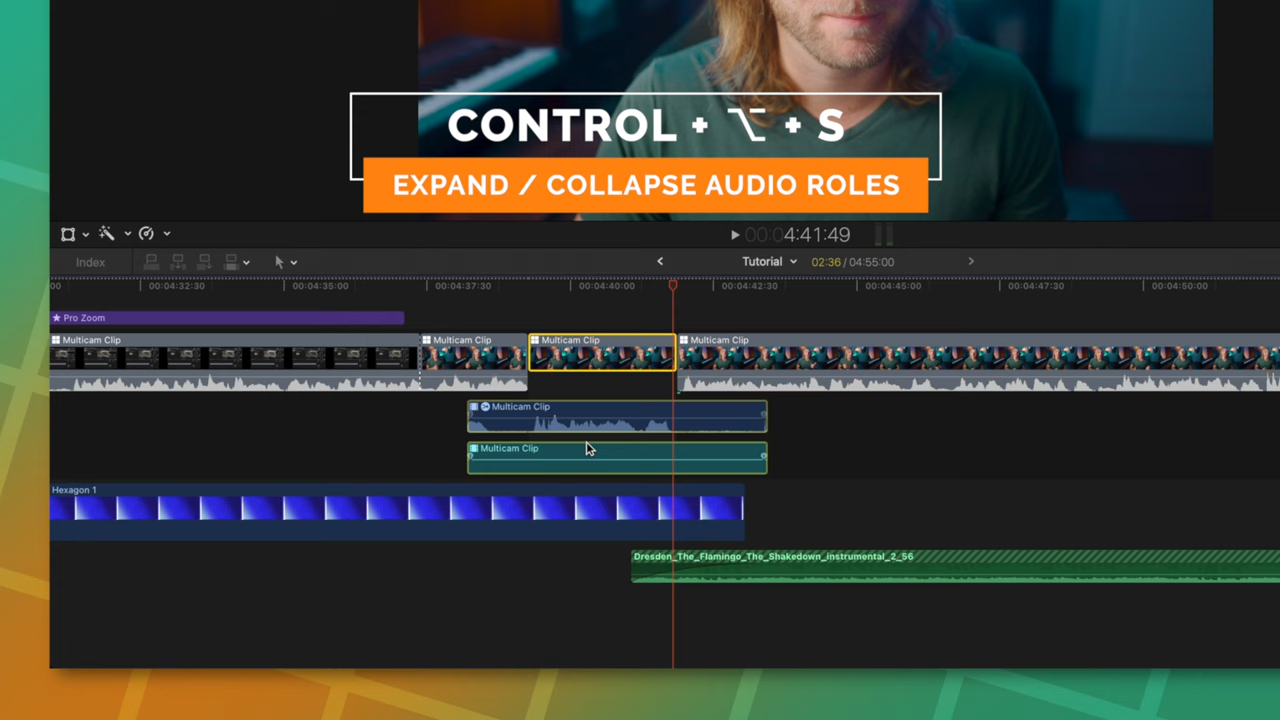 CONTROL + ⌥ + S
EXPAND / COLLAPSE AUDIO ROLES
00:04:41:49
Index
Tutorial
02:36 / 04:55:00
00
00:04:32:30
00:04:35:00
00:04:37:30
00:04:40:00
00:04:42:30
00:04:45:00
00:04:47:30
00:04:50:00
Pro Zoom
Multicam Clip
Multicam Clip
Multicam Clip
Multicam Clip
Multicam Clip
Multicam Clip
Hexagon 1
Dresden_The_Flamingo_The_Shakedown_instrumental_2_56